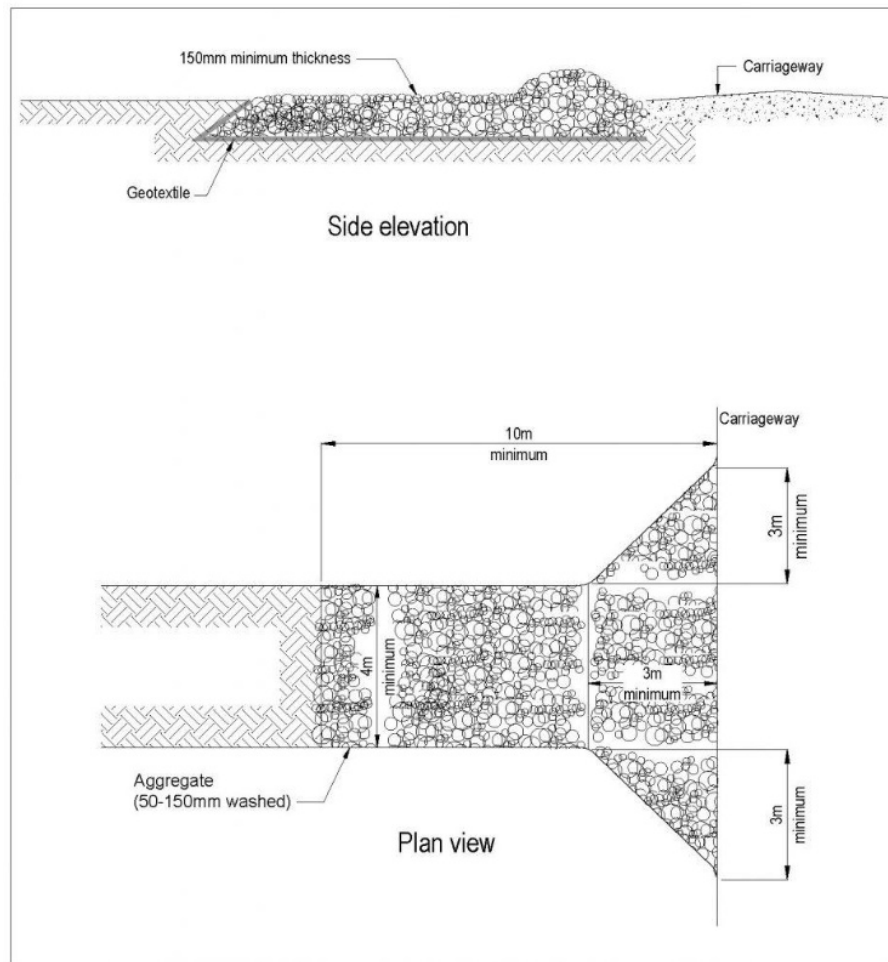 150mm minimum thickness
Carriageway
Geotextile
Side elevation
Carriageway
10m
minimum
3m
minimum
4m
minimum
3m
minimum
Aggregate
(50-150mm washed)
3m
minimum
Plan view